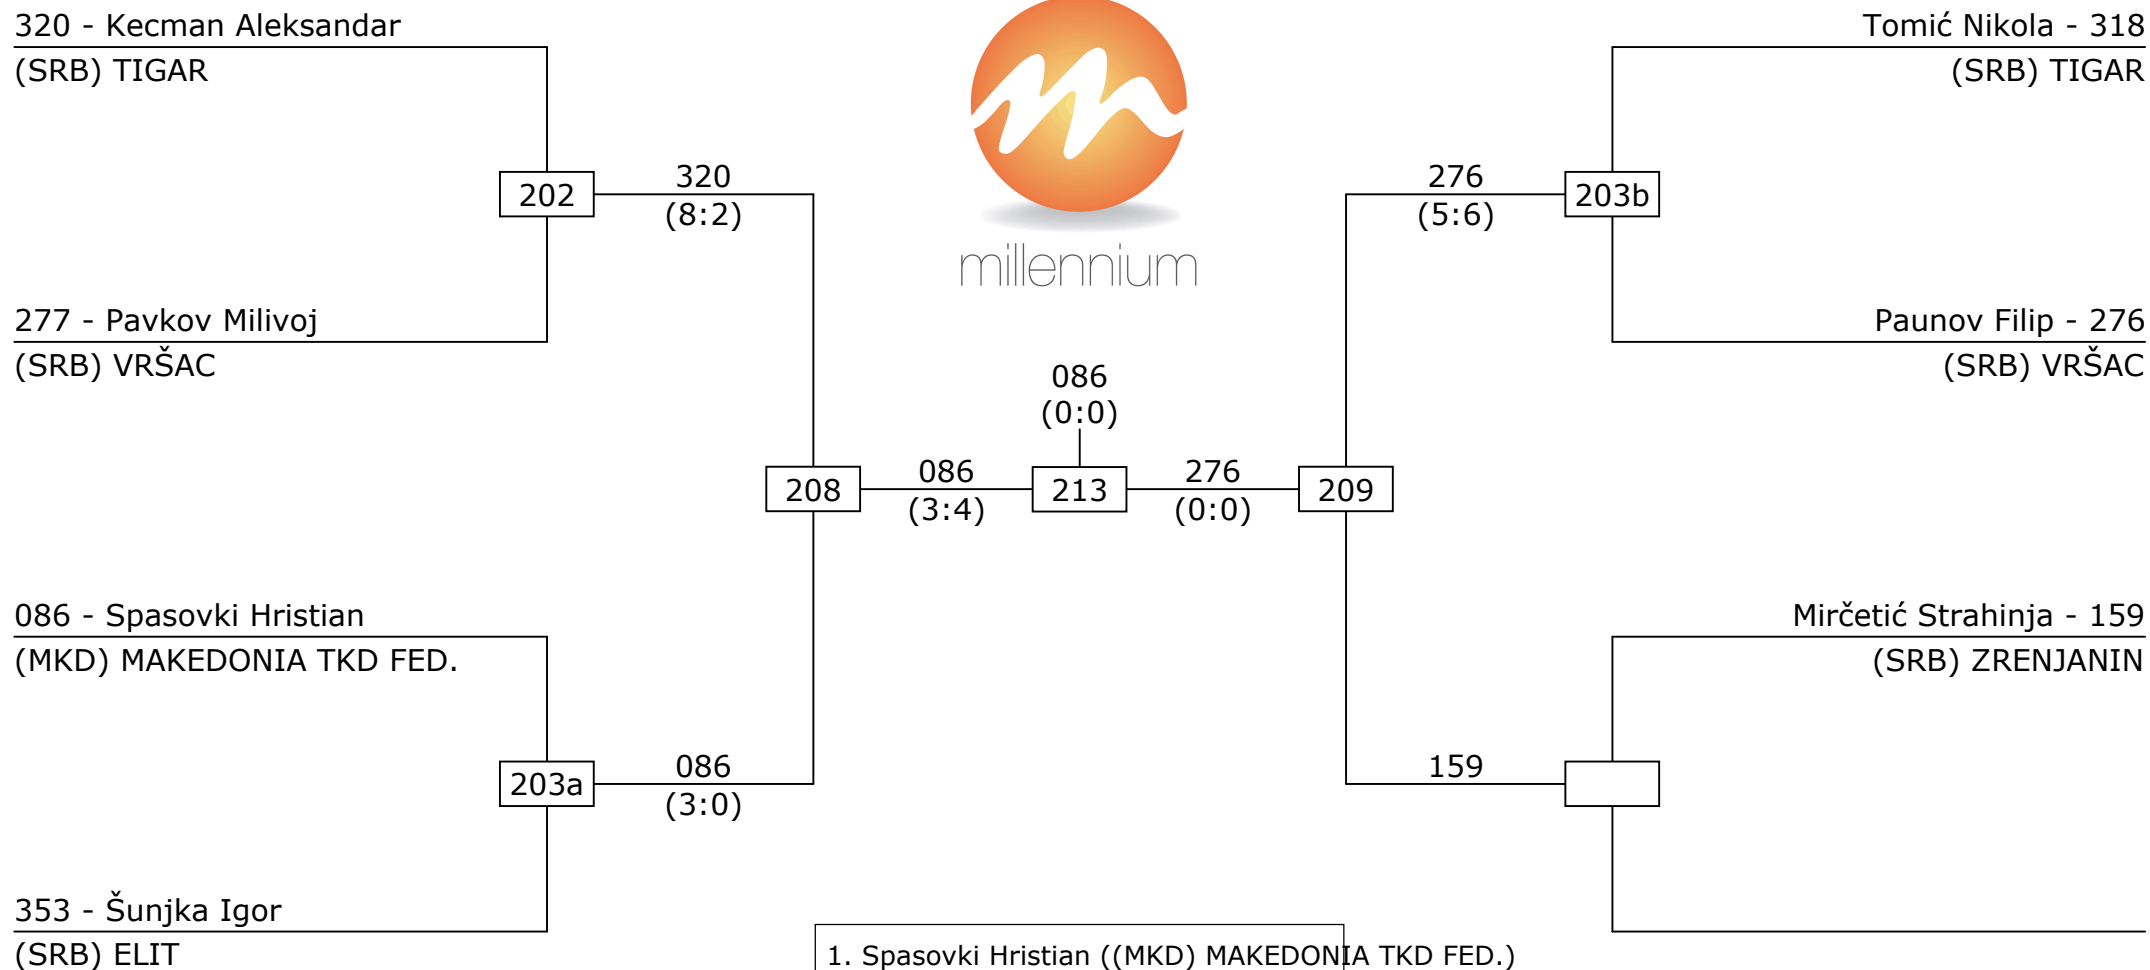 320 - Kecman Aleksandar
(SRB) TIGAR
Tomić Nikola - 318
(SRB) TIGAR
202
320
(8:2)
276
(5:6)
203b
millennium
277 - Pavkov Milivoj
(SRB) VRŠAC
Paunov Filip - 276
(SRB) VRŠAC
086
(0:0)
208
086
(3:4)
213
276
(0:0)
209
086 - Spasovki Hristian
(MKD) MAKEDONIA TKD FED.
Mirčetić Strahinja - 159
(SRB) ZRENJANIN
203a
086
(3:0)
159
353 - Šunjka Igor
(SRB) ELIT
1. Spasovki Hristian ((MKD) MAKEDONIA TKD FED.)